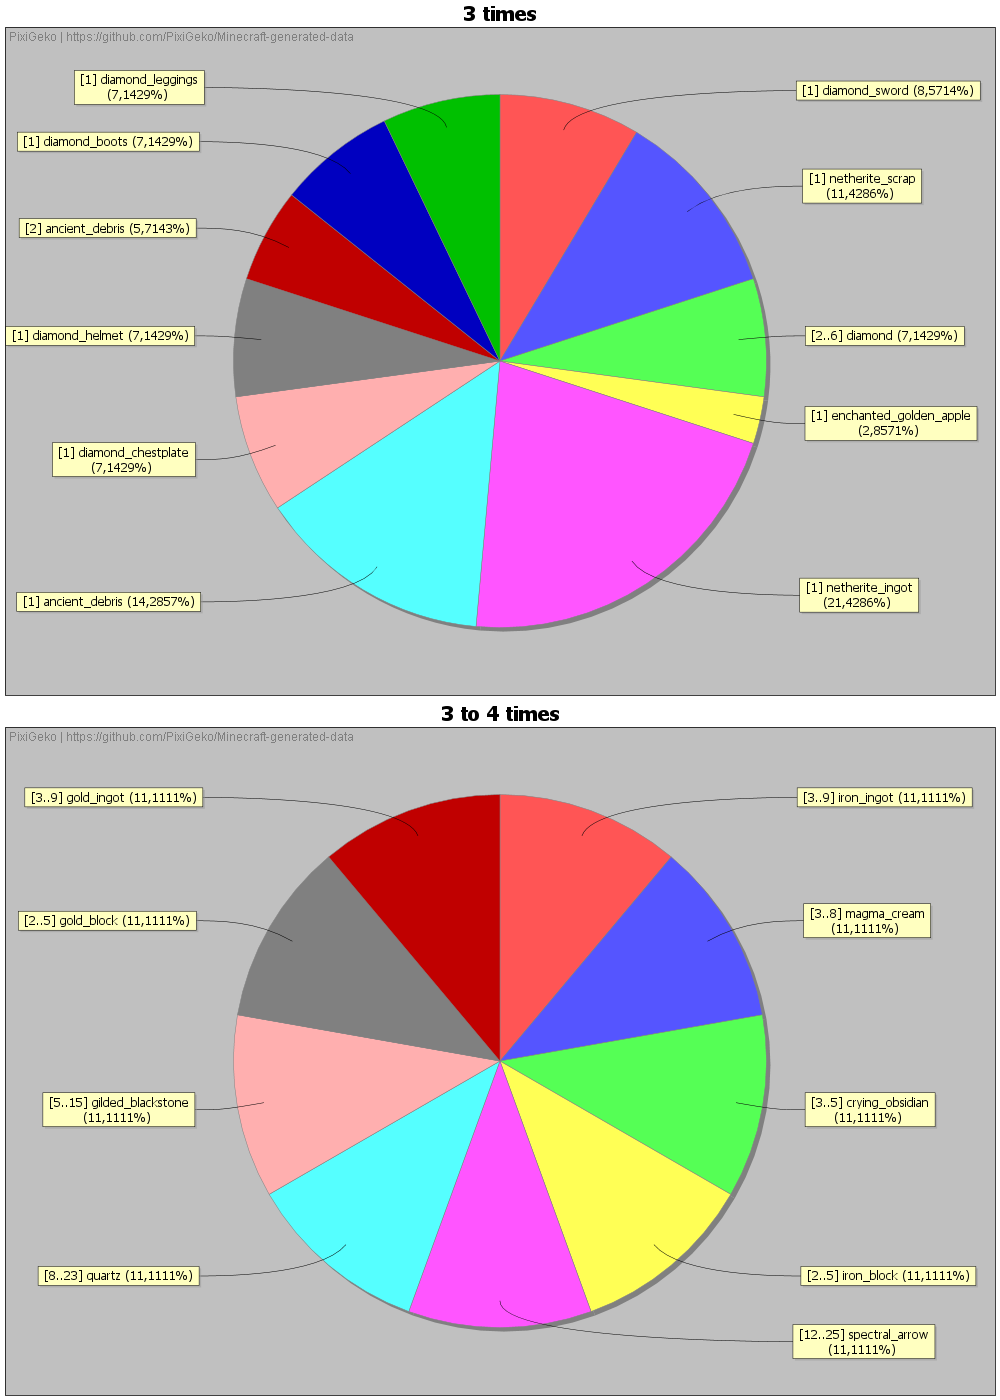 3 times
PixiGeko | https://github.com/PixiGeko/Minecraft-generated-data
[1] diamond_leggings
(7,1429%)
[1] diamond_sword (8,5714%)
[1] diamond_boots (7,1429%)
[1] netherite_scrap
(11,4286%)
[2] ancient_debris (5,7143%)
[1] diamond_helmet (7,1429%)
[2..6] diamond (7,1429%)
[1] enchanted_golden_apple
(2,8571%)
[1] diamond_chestplate
(7,1429%)
[1] ancient_debris (14,2857%)
[1] netherite_ingot
(21,4286%)
3 to 4 times
PixiGeko | https://github.com/PixiGeko/Minecraft-generated-data
[3..9] gold_ingot (11,1111%)
[3..9] iron_ingot (11,1111%)
[2..5] gold_block (11,1111%)
[3..8] magma_cream
(11,1111%)
[5..15] gilded_blackstone
(11,1111%)
[3..5] crying_obsidian
(11,1111%)
[8..23] quartz (11,1111%)
[2..5] iron_block (11,1111%)
[12..25] spectral_arrow
(11,1111%)